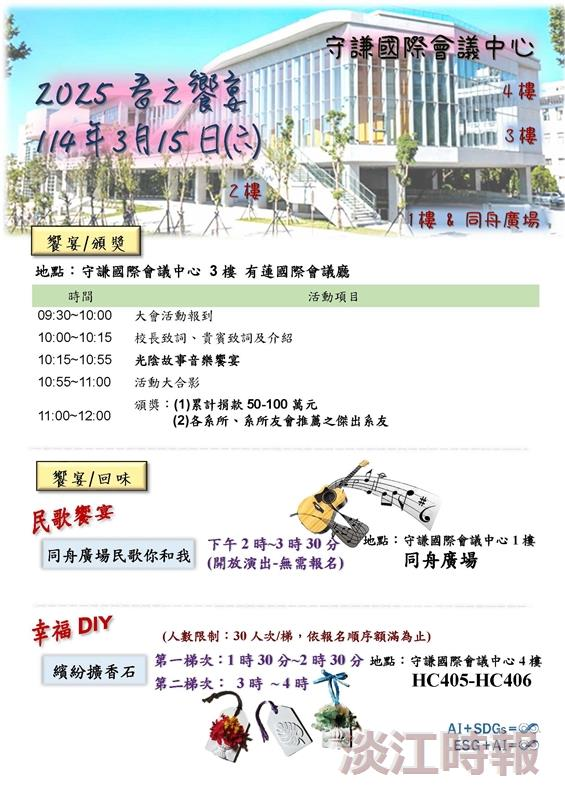 守謙國際會議中心
2025 春之饗宴
4 樓
114年3月15日(六)
3 樓
2 樓
1樓 & 同舟廣場
饗宴/頒獎
地點：守謙國際會議中心 3 樓 有蓮國際會議廳
時間 活動項目
09:30~10:00 大會活動報到
10:00~10:15 校長致詞、貴賓致詞及介紹
10:15~10:55 光陰故事音樂饗宴
10:55~11:00 活動大合影
11:00~12:00 頒獎：(1)累計捐款 50-100 萬元
(2)各系所、系所友會推薦之傑出系友
饗宴/回味
民歌饗宴
同舟廣場民歌你和我
下午 2 時~3 時 30 分
(開放演出-無需報名)
地點：守謙國際會議中心 1 樓
同舟廣場
幸福 DIY
(人數限制：30 人次/梯，依報名順序額滿為止)
繽紛擴香石
第一梯次：1 時 30 分~2 時 30 分
第二梯次： 3 時 ~ 4 時
地點：守謙國際會議中心 4 樓
HC405-HC406
AI+SDGs=∞
ESG+AI=∞
淡江時報